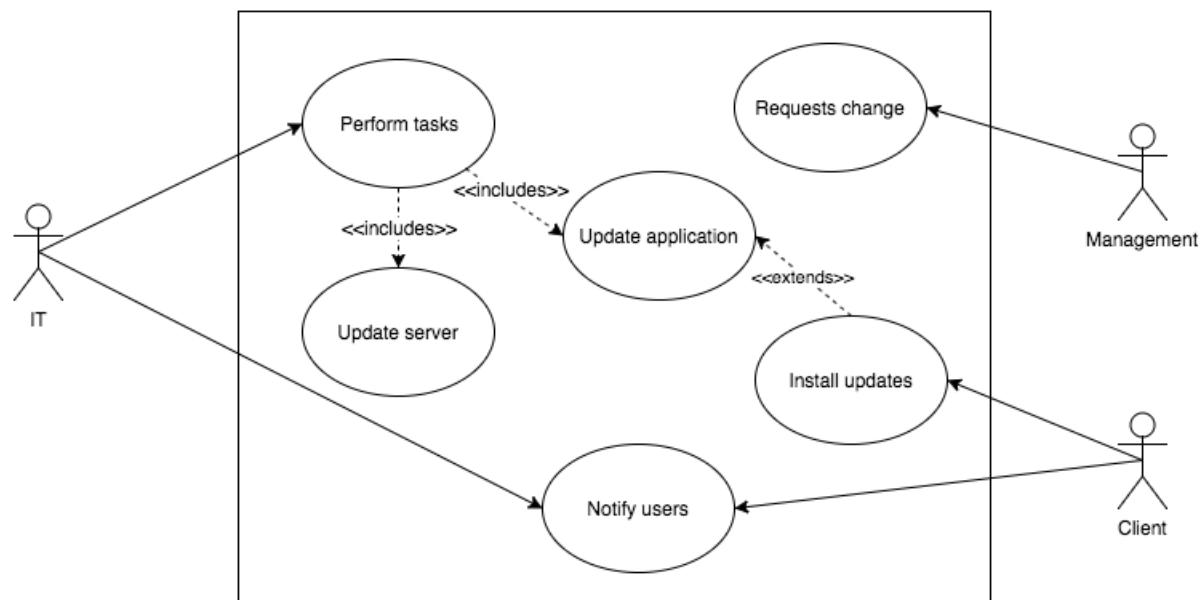 Perform tasks
Requests change
<<includes>>
<<includes>>
Update application
Management
<<extends>>
IT
Update server
Install updates
Notify users
Client